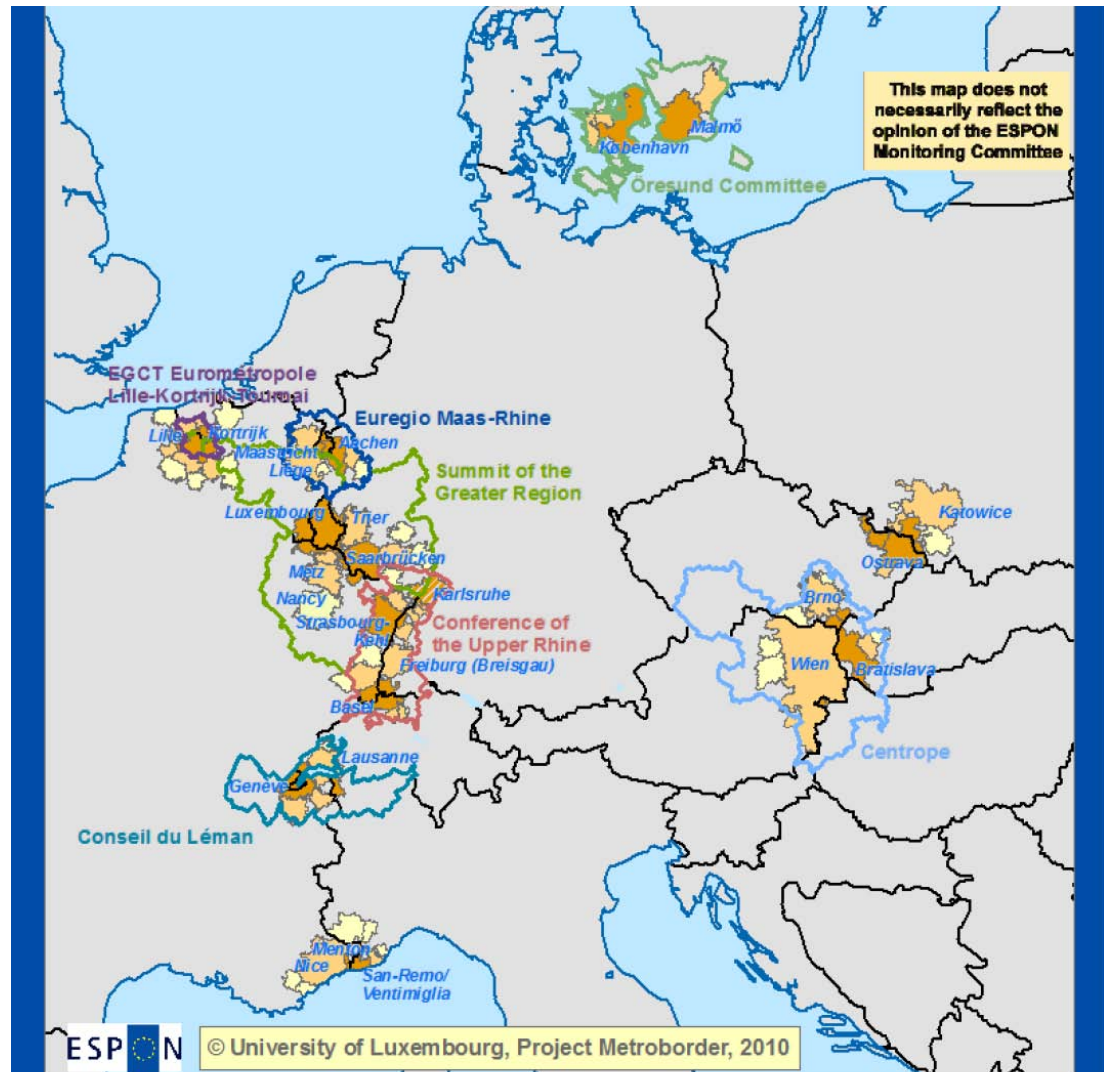 This map does not
necessarily reflect the
opinion of the ESPON
Monitoring Committee
Malmö
København
Öresund Committee
EGCT Eurométropole
Lille-Kortrijk-Tournai
Euregio Maas-Rhine
Lille
Kortrijk
Maastricht
Aachen
Liège
Summit of the
Greater Region
Luxembourg
Trier
Katowice
Ostrava
Saarbrücken
Metz
Nancy
Karlsruhe
Brno
Strasbourg-
Kehl
Conference of
the Upper Rhine
Freiburg (Breisgau)
Wien
Bratislava
Basel
Centrope
Lausanne
Genève
Conseil du Léman
Menton
Nice
San-Remo/
Ventimiglia
ESPON
© University of Luxembourg, Project Metroborder, 2010